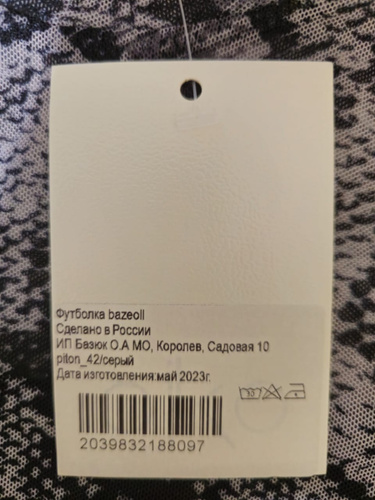 Футболка bazeoll
Сделано в России
ИП Базюк О.А МО, Королев, Садовая 10
piton_42/серый
Дата изготовления:май 2023г.
2039832188097